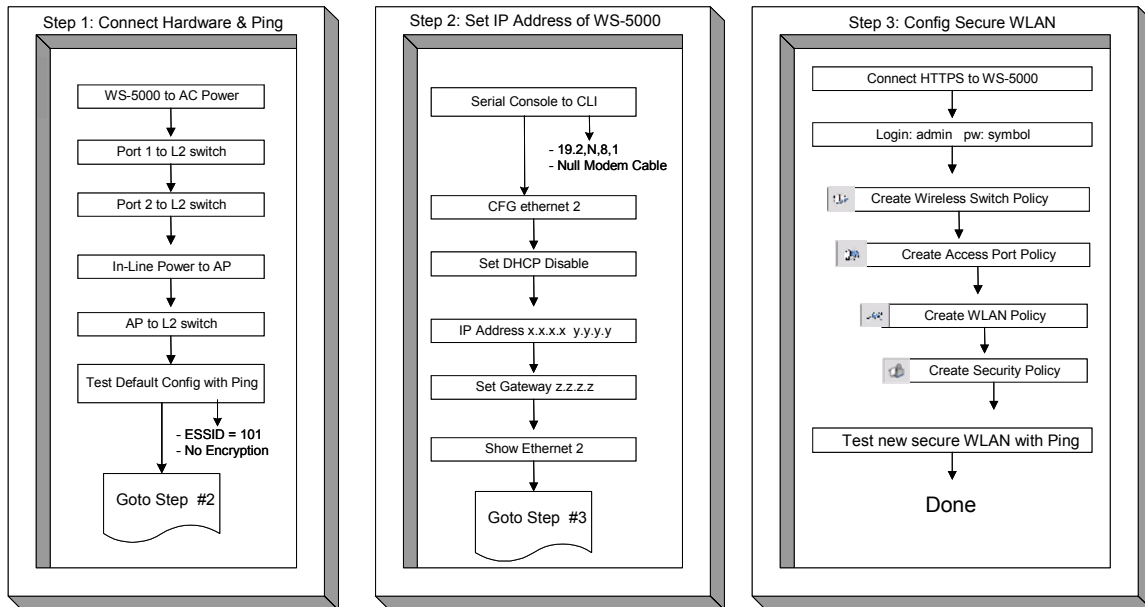 Step 1: Connect Hardware & Ping
WS-5000 to AC Power
Port 1 to L2 switch
Port 2 to L2 switch
In-Line Power to AP
AP to L2 switch
Test Default Config with Ping
- ESSID = 101
- No Encryption
Goto Step #2
Step 2: Set IP Address of WS-5000
Serial Console to CLI
- 19.2,N,8,1
- Null Modem Cable
CFG ethernet 2
Set DHCP Disable
IP Address x.x.x.x y.y.y.y
Set Gateway z.z.z.z
Show Ethernet 2
Goto Step #3
Step 3: Config Secure WLAN
Connect HTTPS to WS-5000
Login: admin pw: symbol
Create Wireless Switch Policy
Create Access Port Policy
Create WLAN Policy
Create Security Policy
Test new secure WLAN with Ping
Done